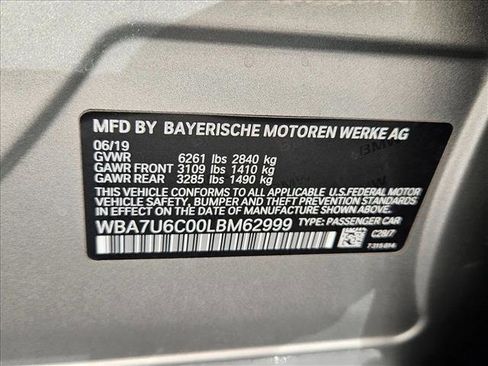 MFD BY BAYERISCHE MOTOREN WERKE AG
06/19
GVWR 6261 lbs 2840 kg
GAWR FRONT 3109 lbs 1410 kg
GAWR REAR 3285 lbs 1490 kg
THIS VEHICLE CONFORMS TO ALL APPLICABLE U.S. FEDERAL MOTOR
VEHICLE SAFETY, BUMPER, AND THEFT PREVENTION STANDARDS
IN EFFECT ON THE DATE OF MANUFACTURE SHOWN ABOVE.
WBA7U6C00LBM62999 TYPE: PASSENGER CAR
C28/7